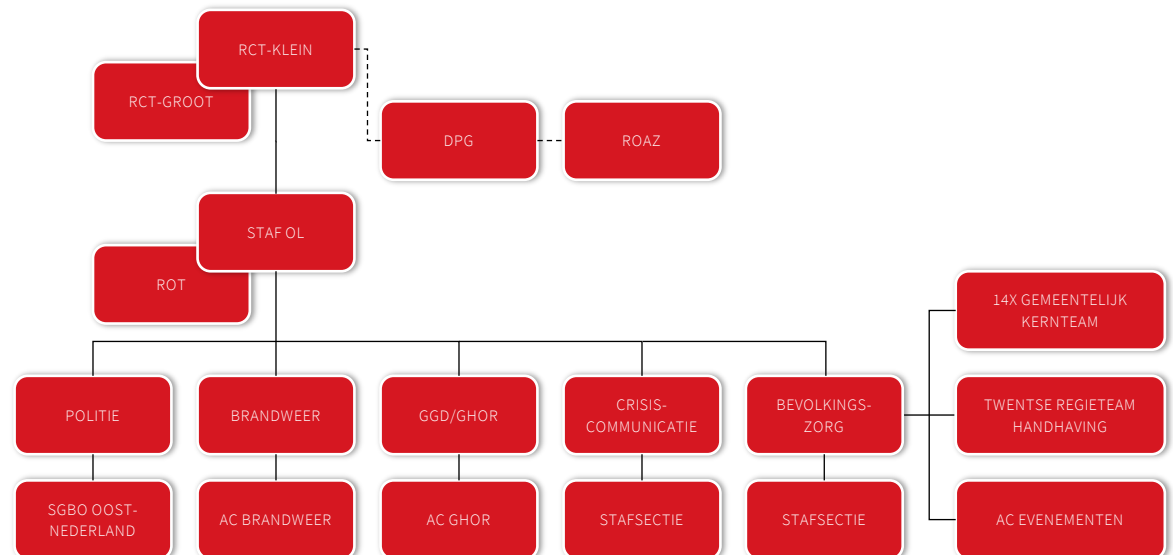 RCT-KLEIN
RCT-GROOT
DPG
ROAZ
STAF OL
ROT
14X GEMEENTELIJK
KERNTEAM
POLITIE
BRANDWEER
GGD/GHOR
CRISIS-
COMMUNICATIE
BEVOLKINGS-
ZORG
TWENTSE REGIETEAM
HANDHAVING
SGBO OOST-
NEDERLAND
AC BRANDWEER
AC GHOR
STAFSECTIE
STAFSECTIE
AC EVENEMENTEN